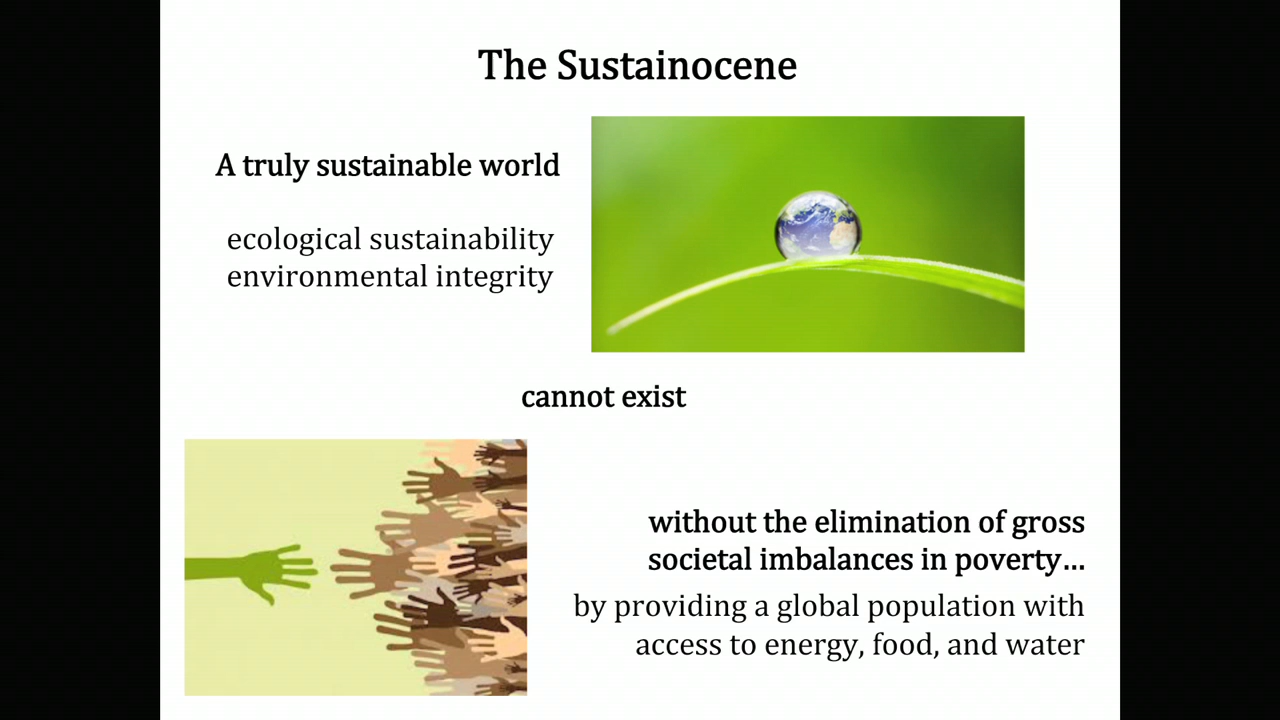 The Sustainocene
A truly sustainable world
ecological sustainability
environmental integrity
cannot exist
without the elimination of gross
societal imbalances in poverty…
by providing a global population with
access to energy, food, and water